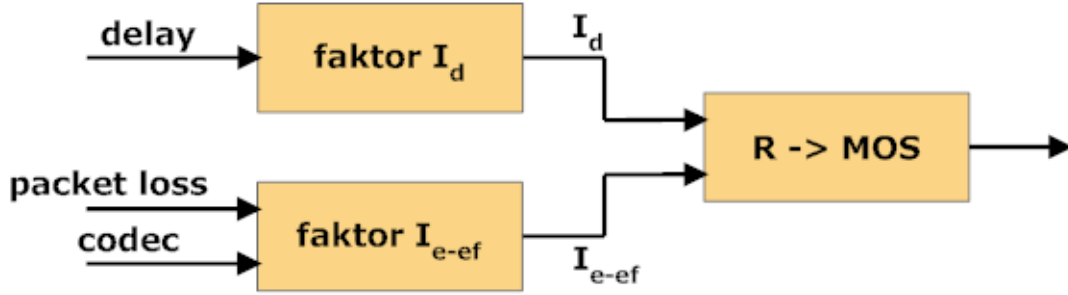 delay
faktor I_d
I_d
R -> MOS
packet loss
codec
faktor I_e-ef
I_e-ef